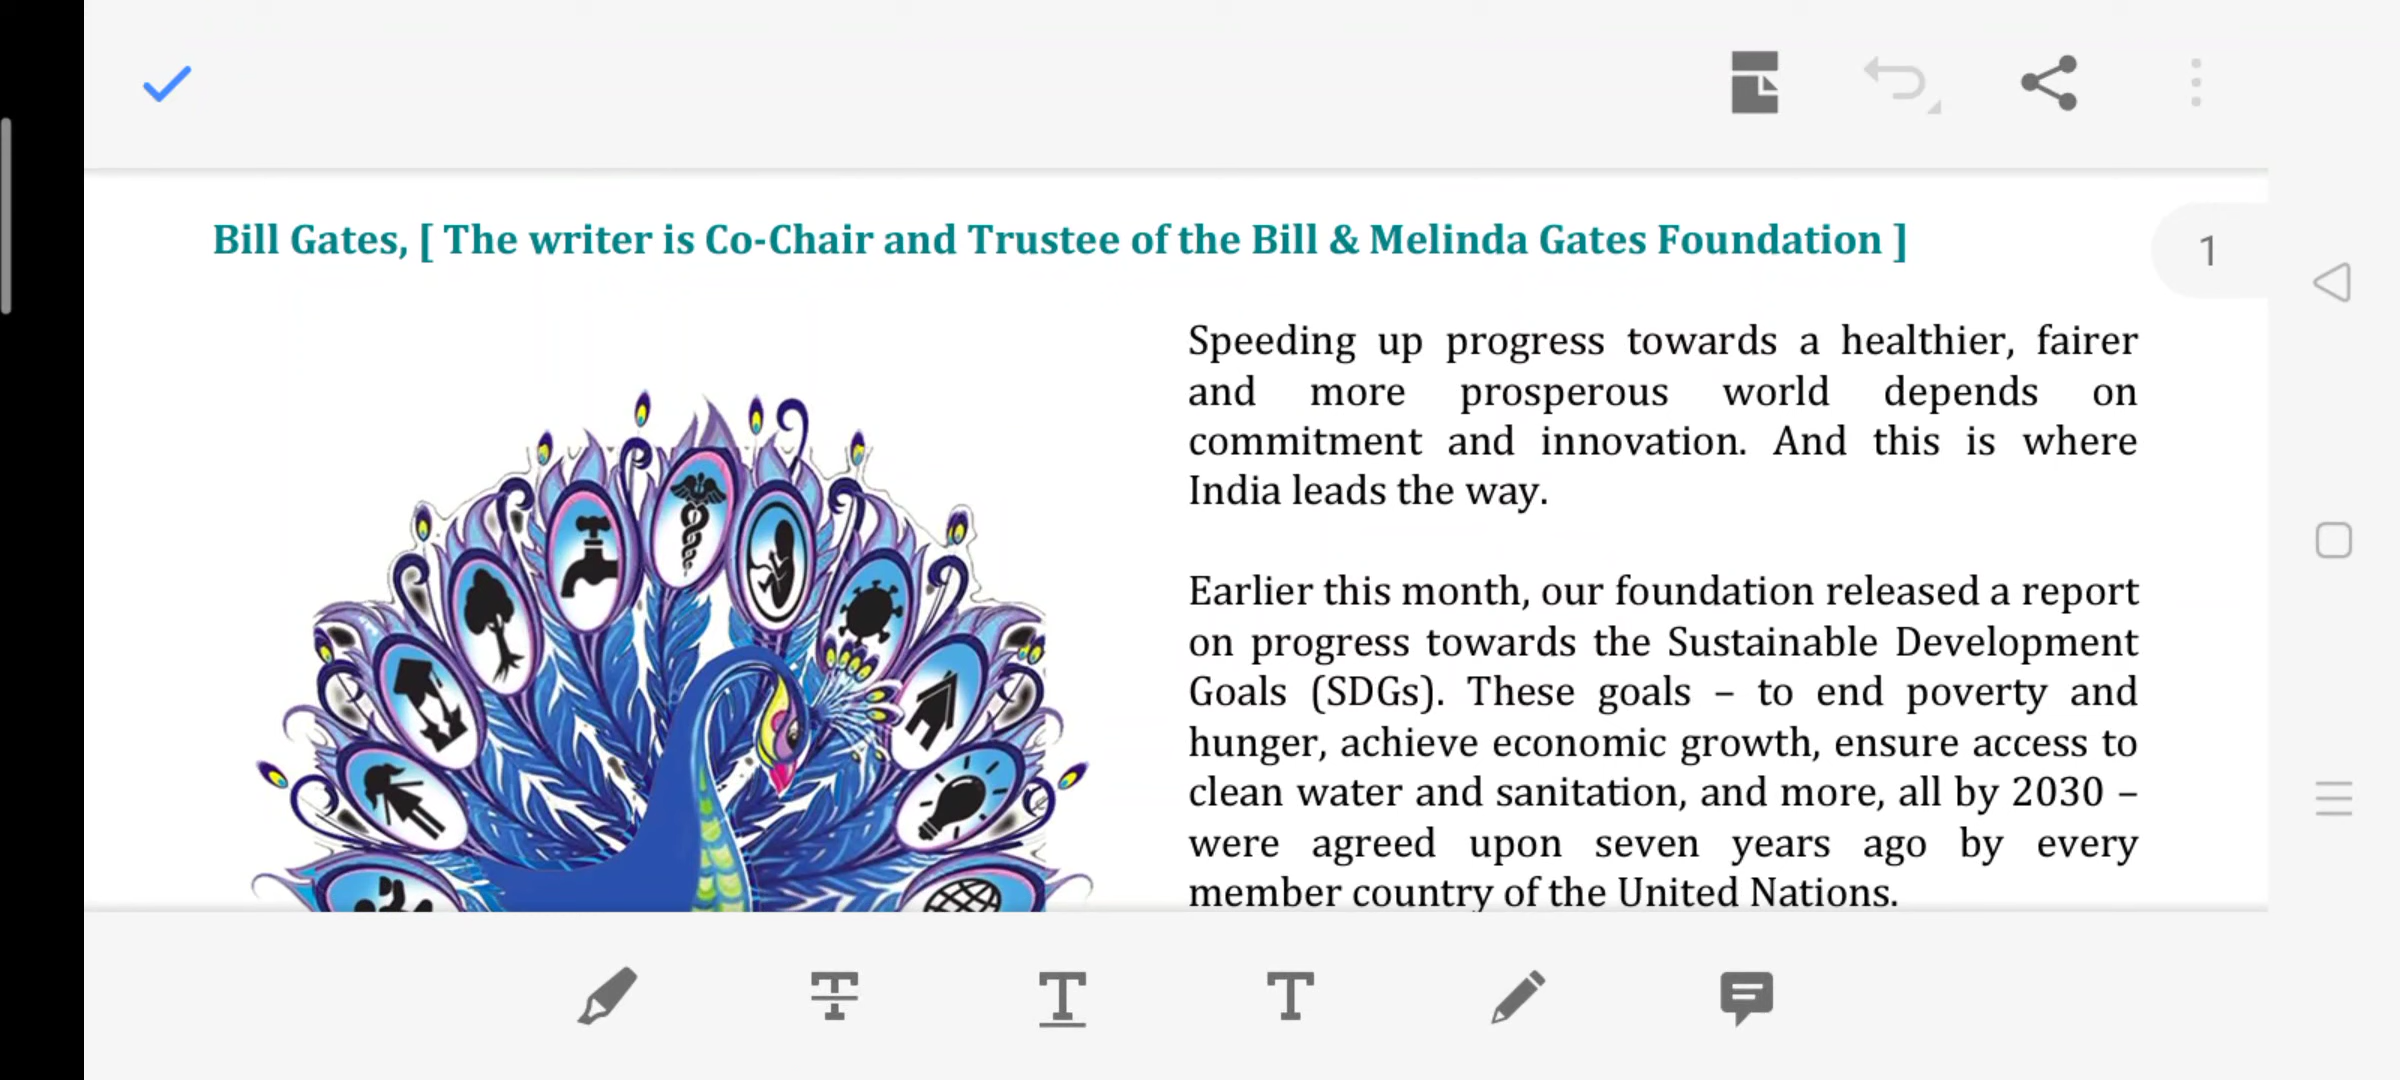 Bill Gates, [ The writer is Co-Chair and Trustee of the Bill & Melinda Gates Foundation ]
1
Speeding up progress towards a healthier, fairer
and more prosperous world depends on
commitment and innovation. And this is where
India leads the way.
Earlier this month, our foundation released a report
on progress towards the Sustainable Development
Goals (SDGs). These goals – to end poverty and
hunger, achieve economic growth, ensure access to
clean water and sanitation, and more, all by 2030 –
were agreed upon seven years ago by every
member country of the United Nations.